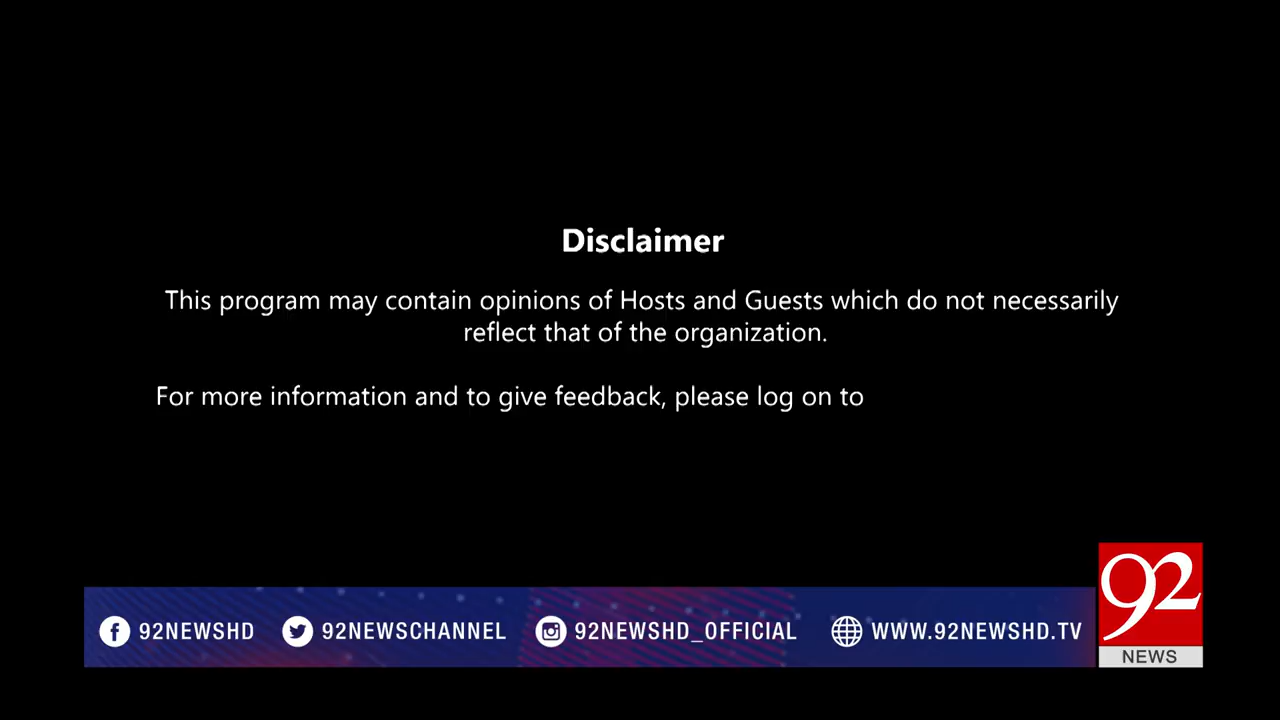 Disclaimer
This program may contain opinions of Hosts and Guests which do not necessarily
reflect that of the organization.
For more information and to give feedback, please log on to
92NEWSHD 92NEWSCHANNEL 92NEWSHD_OFFICIAL WWW.92NEWSHD.TV
92
NEWS